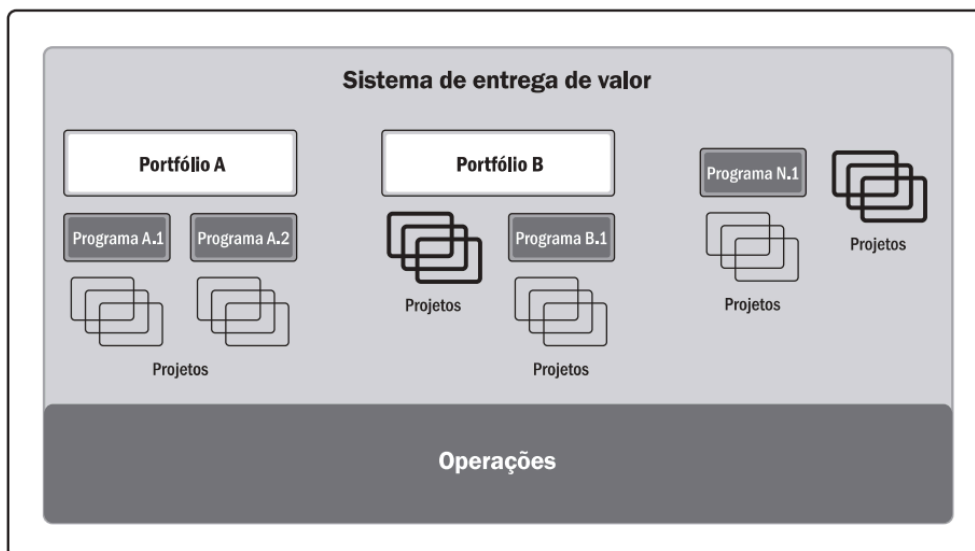 Sistema de entrega de valor
Portfólio A
Portfólio B
Programa N.1
Programa A.1
Programa A.2
Programa B.1
Projetos
Projetos
Projetos
Projetos
Projetos
Operações